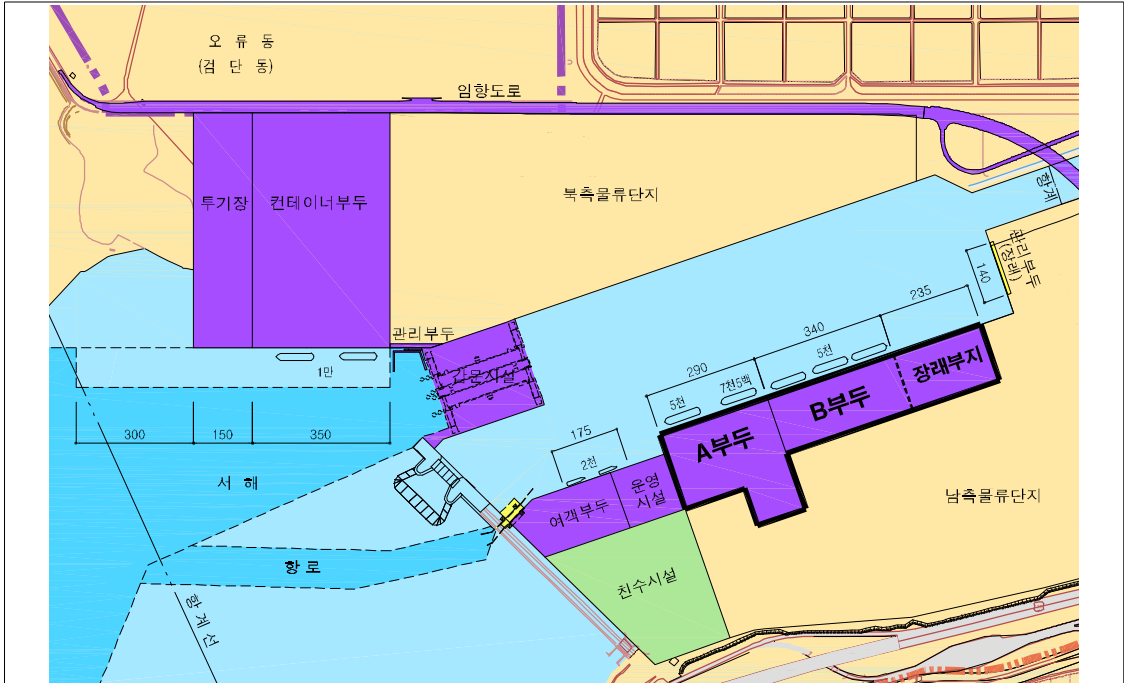 오 류 동
(검 단 동)
임항도로
투기장
컨테이너부두
북측물류단지
항계
관리부두
(장래)
140
235
340
5천
290
7천5백
5천
관리부두
갑문시설
1만
장래부지
B부두
A부두
175
2천
300
150
350
운영
시설
여객부두
남측물류단지
서 해
항 로
친수시설
항 계 선